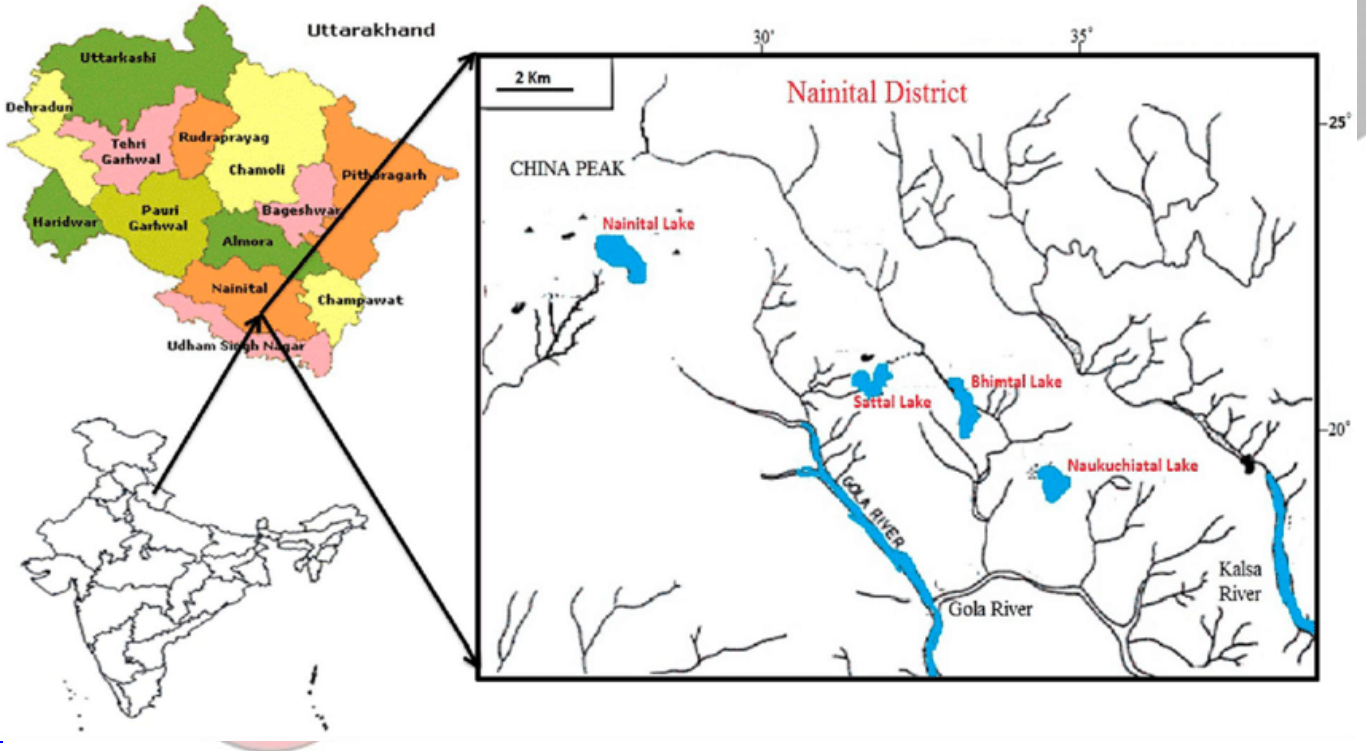 Uttarakhand
Uttarkashi
Dehradun
Tehri
Garhwal
Rudraprayag
Chamoli
Pithoragarh
Haridwar
Pauri
Garhwal
Bageshwar
Almora
Nainital
Champawat
Udham Singh Nagar
30°
35°
2 Km
Nainital District
25°
CHINA PEAK
Nainital Lake
Sattal Lake
Bhimtal Lake
20°
Naukuchiatal Lake
GOLA RIVER
Kalsa
River
Gola River